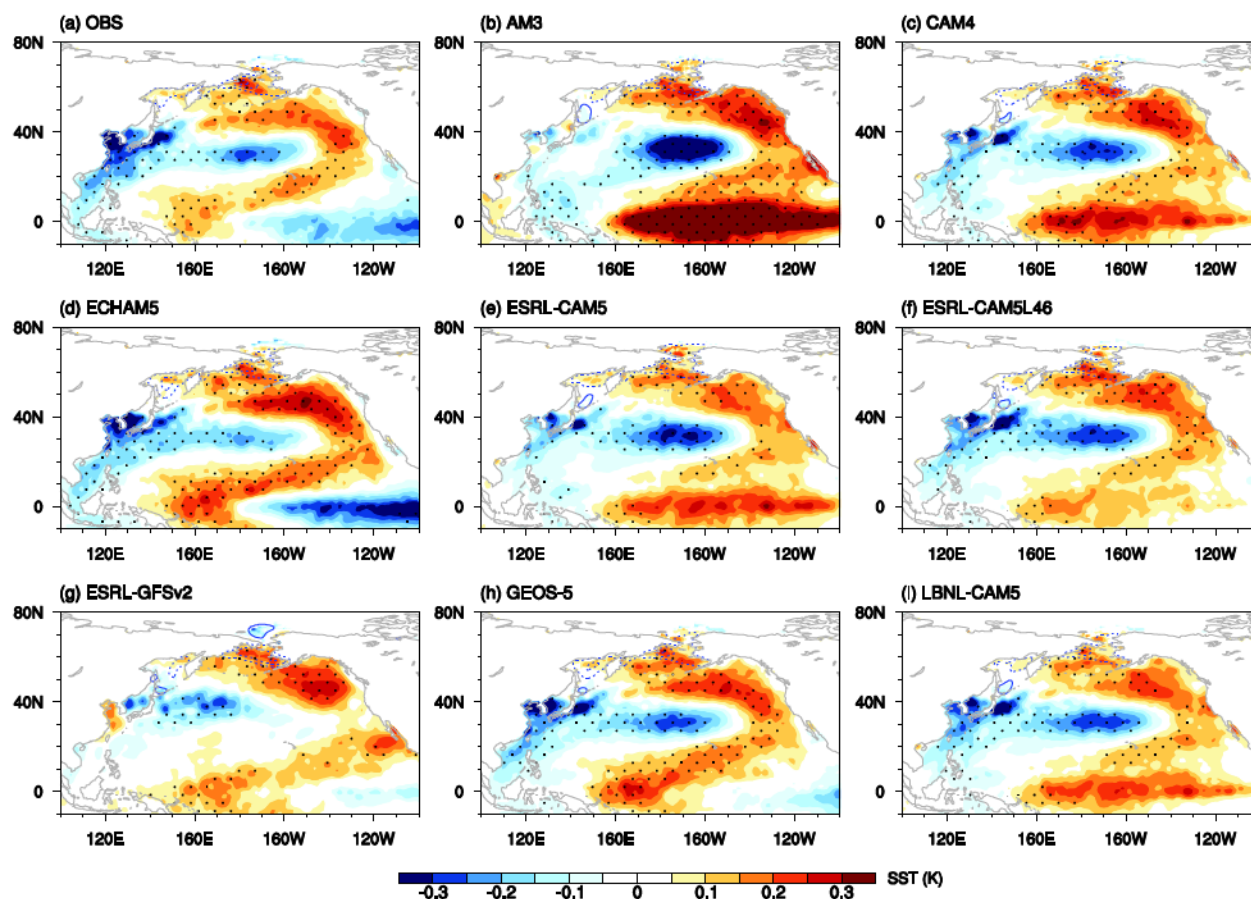 (a) OBS
(b) AM3
(c) CAM4
80N
40N
0
120E 160E 160W 120W
80N
40N
0
120E 160E 160W 120W
80N
40N
0
120E 160E 160W 120W
(d) ECHAM5
(e) ESRL-CAM5
(f) ESRL-CAM5L46
80N
40N
0
120E 160E 160W 120W
80N
40N
0
120E 160E 160W 120W
80N
40N
0
120E 160E 160W 120W
(g) ESRL-GFSv2
(h) GEOS-5
(i) LBNL-CAM5
80N
40N
0
120E 160E 160W 120W
80N
40N
0
120E 160E 160W 120W
80N
40N
0
120E 160E 160W 120W
-0.3 -0.2 -0.1 0 0.1 0.2 0.3 SST (K)